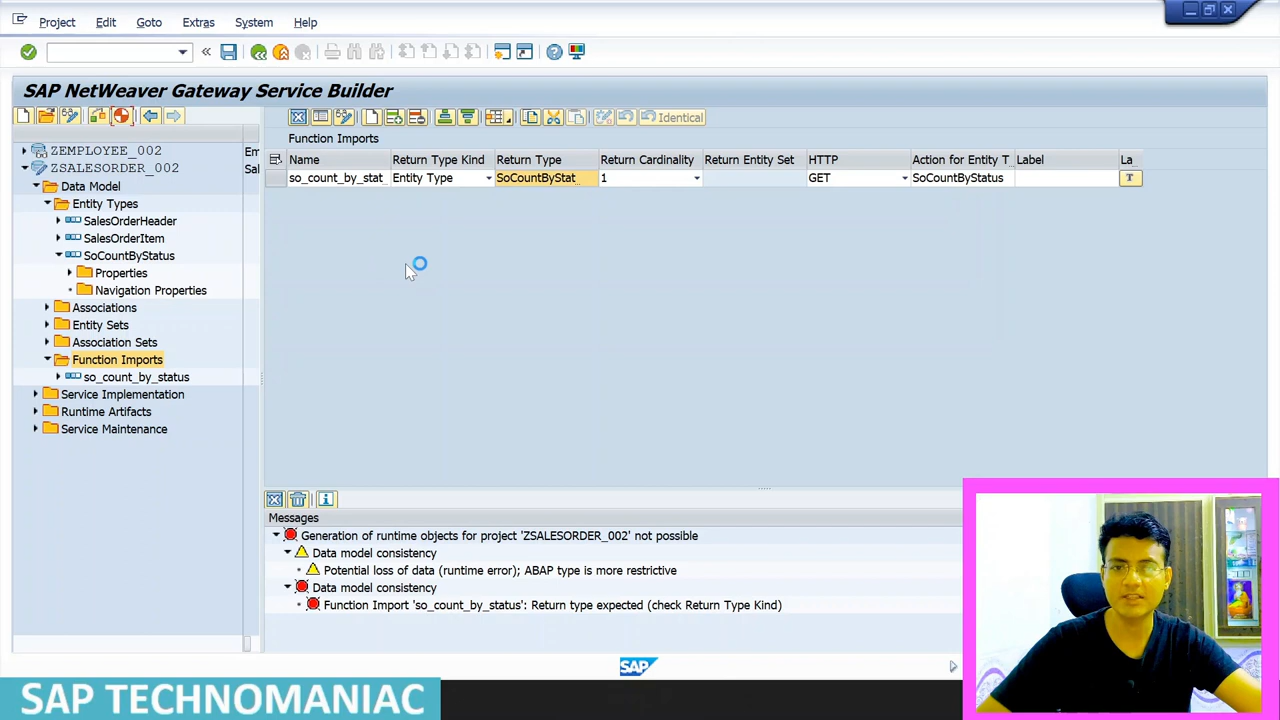 Project Edit Goto Extras System Help
SAP NetWeaver Gateway Service Builder
Identical
ZEMPLOYEE_002 Em
ZSALESORDER_002 Sal
Data Model
Entity Types
SalesOrderHeader
SalesOrderItem
SoCountByStatus
Properties
Navigation Properties
Associations
Entity Sets
Association Sets
Function Imports
so_count_by_status
Service Implementation
Runtime Artifacts
Service Maintenance
Function Imports
Name Return Type Kind Return Type Return Cardinality Return Entity Set HTTP Action for Entity T Label La
so_count_by_stat_ Entity Type SoCountByStat_ 1 GET SoCountByStatus T
Messages
Generation of runtime objects for project 'ZSALESORDER_002' not possible
Data model consistency
Potential loss of data (runtime error); ABAP type is more restrictive
Data model consistency
Function Import 'so_count_by_status': Return type expected (check Return Type Kind)
SAP
SAP TECHNOMANIAC